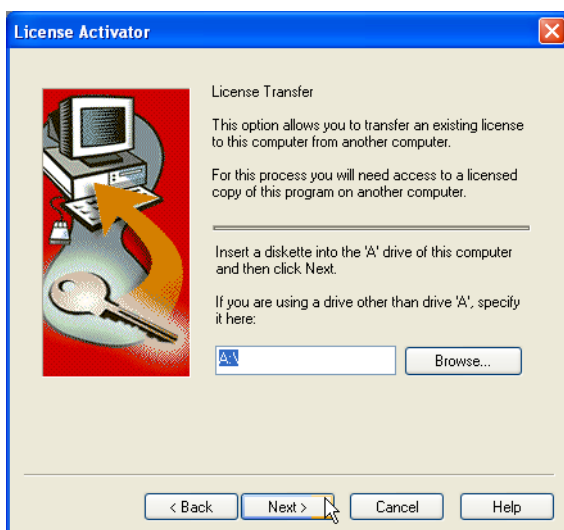 License Activator
License Transfer
This option allows you to transfer an existing license
to this computer from another computer.
For this process you will need access to a licensed
copy of this program on another computer.
Insert a diskette into the 'A' drive of this computer
and then click Next.
If you are using a drive other than drive 'A', specify
it here:
A:\
Browse...
< Back
Next >
Cancel
Help